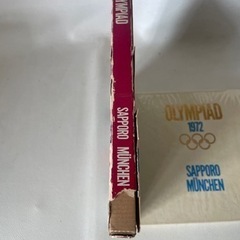 OLYMPIAD
SAPPORO MÜNCHEN
OLYMPIAD
1972
SAPPORO
MÜNCHEN